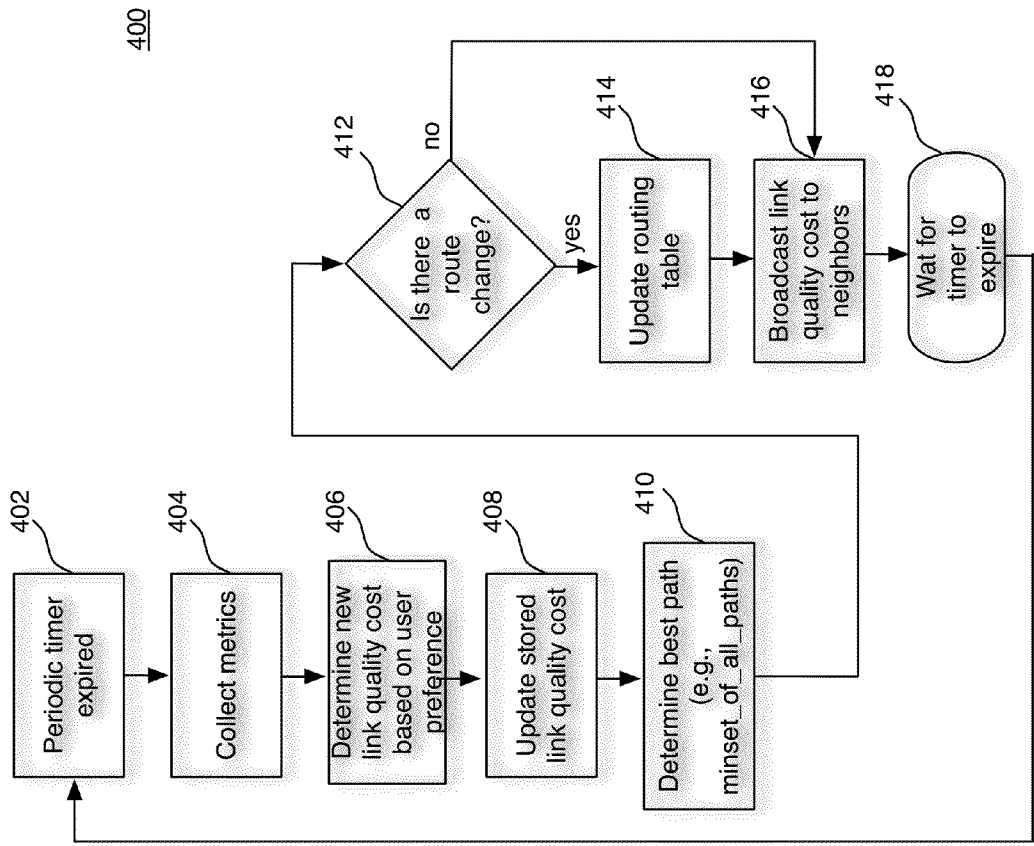 400
402
Periodic timer
expired
404
Collect metrics
406
Determine new
link quality cost
based on user
preference
408
Update stored
link quality cost
410
Determine best path
(e.g.,
minset_of_all_paths)
412
Is there a
route
change?
no
yes
414
Update routing
table
416
Broadcast link
quality cost to
neighbors
418
Wat for
timer to
expire